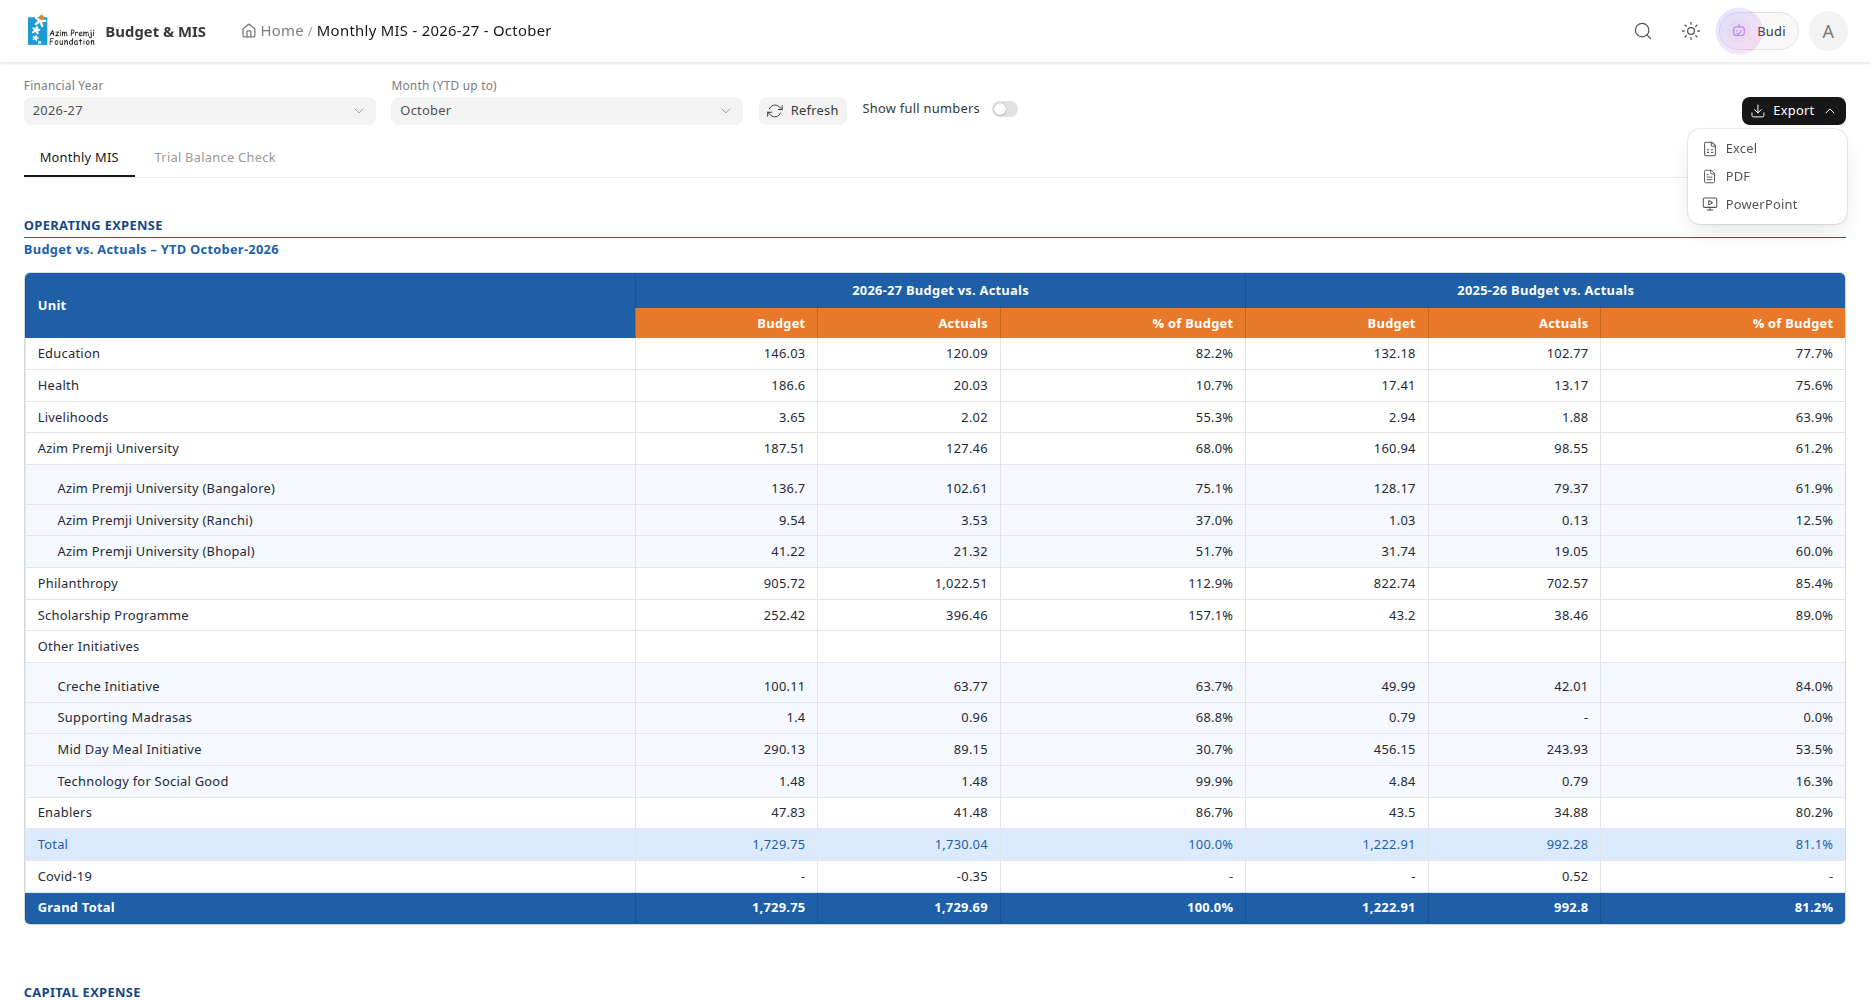 Azim Premji
Foundation
Budget & MIS
Home / Monthly MIS - 2026-27 - October
Budi
A
Financial Year
2026-27
Month (YTD up to)
October
Refresh
Show full numbers
Export
Excel
PDF
PowerPoint
Monthly MIS
Trial Balance Check
OPERATING EXPENSE
Budget vs. Actuals – YTD October-2026
Unit 2026-27 Budget vs. Actuals 2025-26 Budget vs. Actuals
Budget Actuals % of Budget Budget Actuals % of Budget
Education 146.03 120.09 82.2% 132.18 102.77 77.7%
Health 186.6 20.03 10.7% 17.41 13.17 75.6%
Livelihoods 3.65 2.02 55.3% 2.94 1.88 63.9%
Azim Premji University 187.51 127.46 68.0% 160.94 98.55 61.2%
Azim Premji University (Bangalore) 136.7 102.61 75.1% 128.17 79.37 61.9%
Azim Premji University (Ranchi) 9.54 3.53 37.0% 1.03 0.13 12.5%
Azim Premji University (Bhopal) 41.22 21.32 51.7% 31.74 19.05 60.0%
Philanthropy 905.72 1,022.51 112.9% 822.74 702.57 85.4%
Scholarship Programme 252.42 396.46 157.1% 43.2 38.46 89.0%
Other Initiatives
Creche Initiative 100.11 63.77 63.7% 49.99 42.01 84.0%
Supporting Madrasas 1.4 0.96 68.8% 0.79 - 0.0%
Mid Day Meal Initiative 290.13 89.15 30.7% 456.15 243.93 53.5%
Technology for Social Good 1.48 1.48 99.9% 4.84 0.79 16.3%
Enablers 47.83 41.48 86.7% 43.5 34.88 80.2%
Total 1,729.75 1,730.04 100.0% 1,222.91 992.28 81.1%
Covid-19 - -0.35 - - 0.52 -
Grand Total 1,729.75 1,729.69 100.0% 1,222.91 992.8 81.2%
CAPITAL EXPENSE